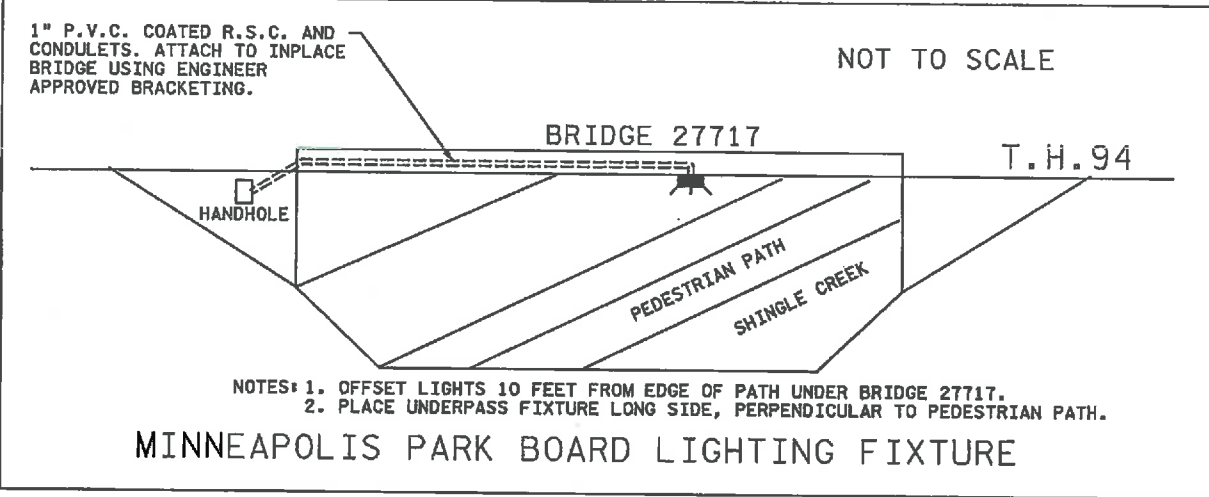 1" P.V.C. COATED R.S.C. AND
CONDULETS. ATTACH TO INPLACE
BRIDGE USING ENGINEER
APPROVED BRACKETING.
NOT TO SCALE
BRIDGE 27717
T.H.94
HANDHOLE
PEDESTRIAN PATH
SHINGLE CREEK
NOTES: 1. OFFSET LIGHTS 10 FEET FROM EDGE OF PATH UNDER BRIDGE 27717.
2. PLACE UNDERPASS FIXTURE LONG SIDE, PERPENDICULAR TO PEDESTRIAN PATH.
MINNEAPOLIS PARK BOARD LIGHTING FIXTURE